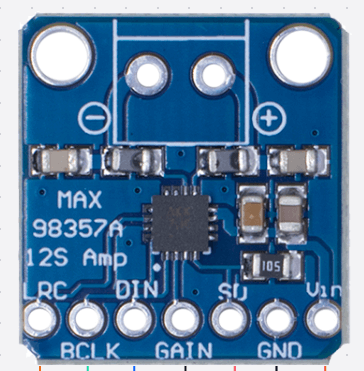 − +
MAX
98357A
I2S Amp
105
LRC DIN SD Vin
BCLK GAIN GND